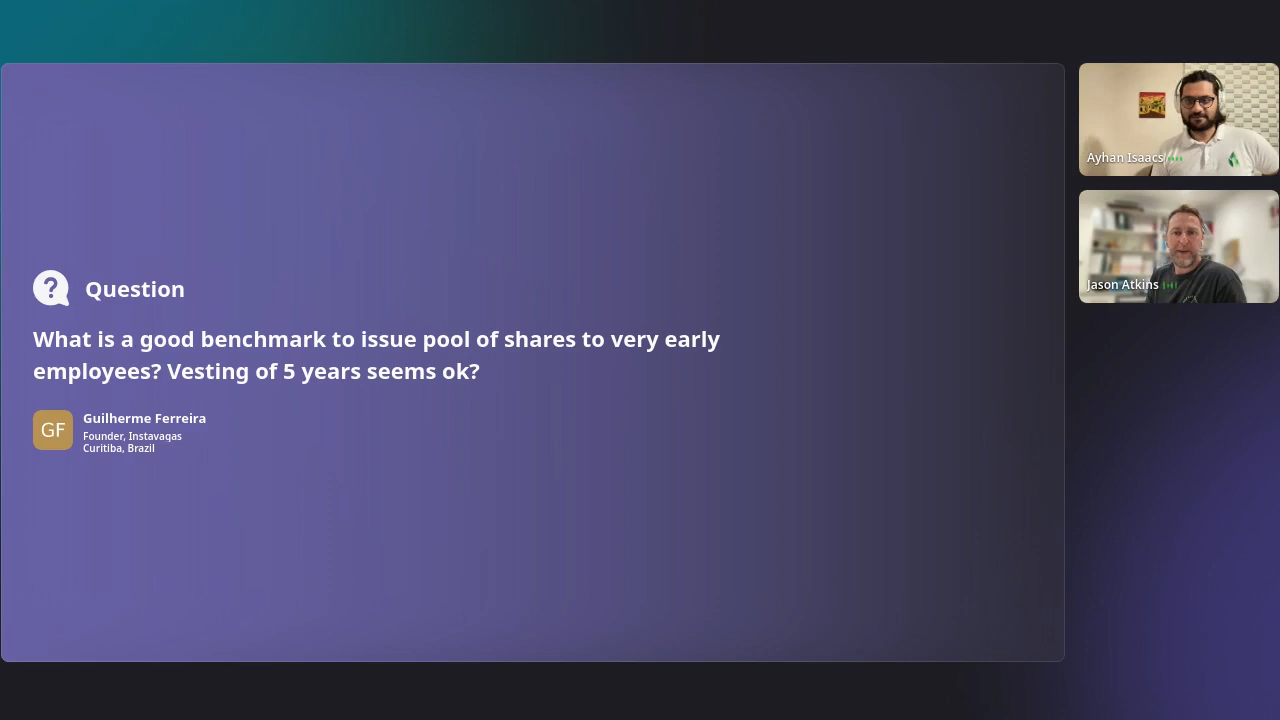 Question
What is a good benchmark to issue pool of shares to very early
employees? Vesting of 5 years seems ok?
GF
Guilherme Ferreira
Founder, Instavagas
Curitiba, Brazil
Ayhan Isaacs
Jason Atkins